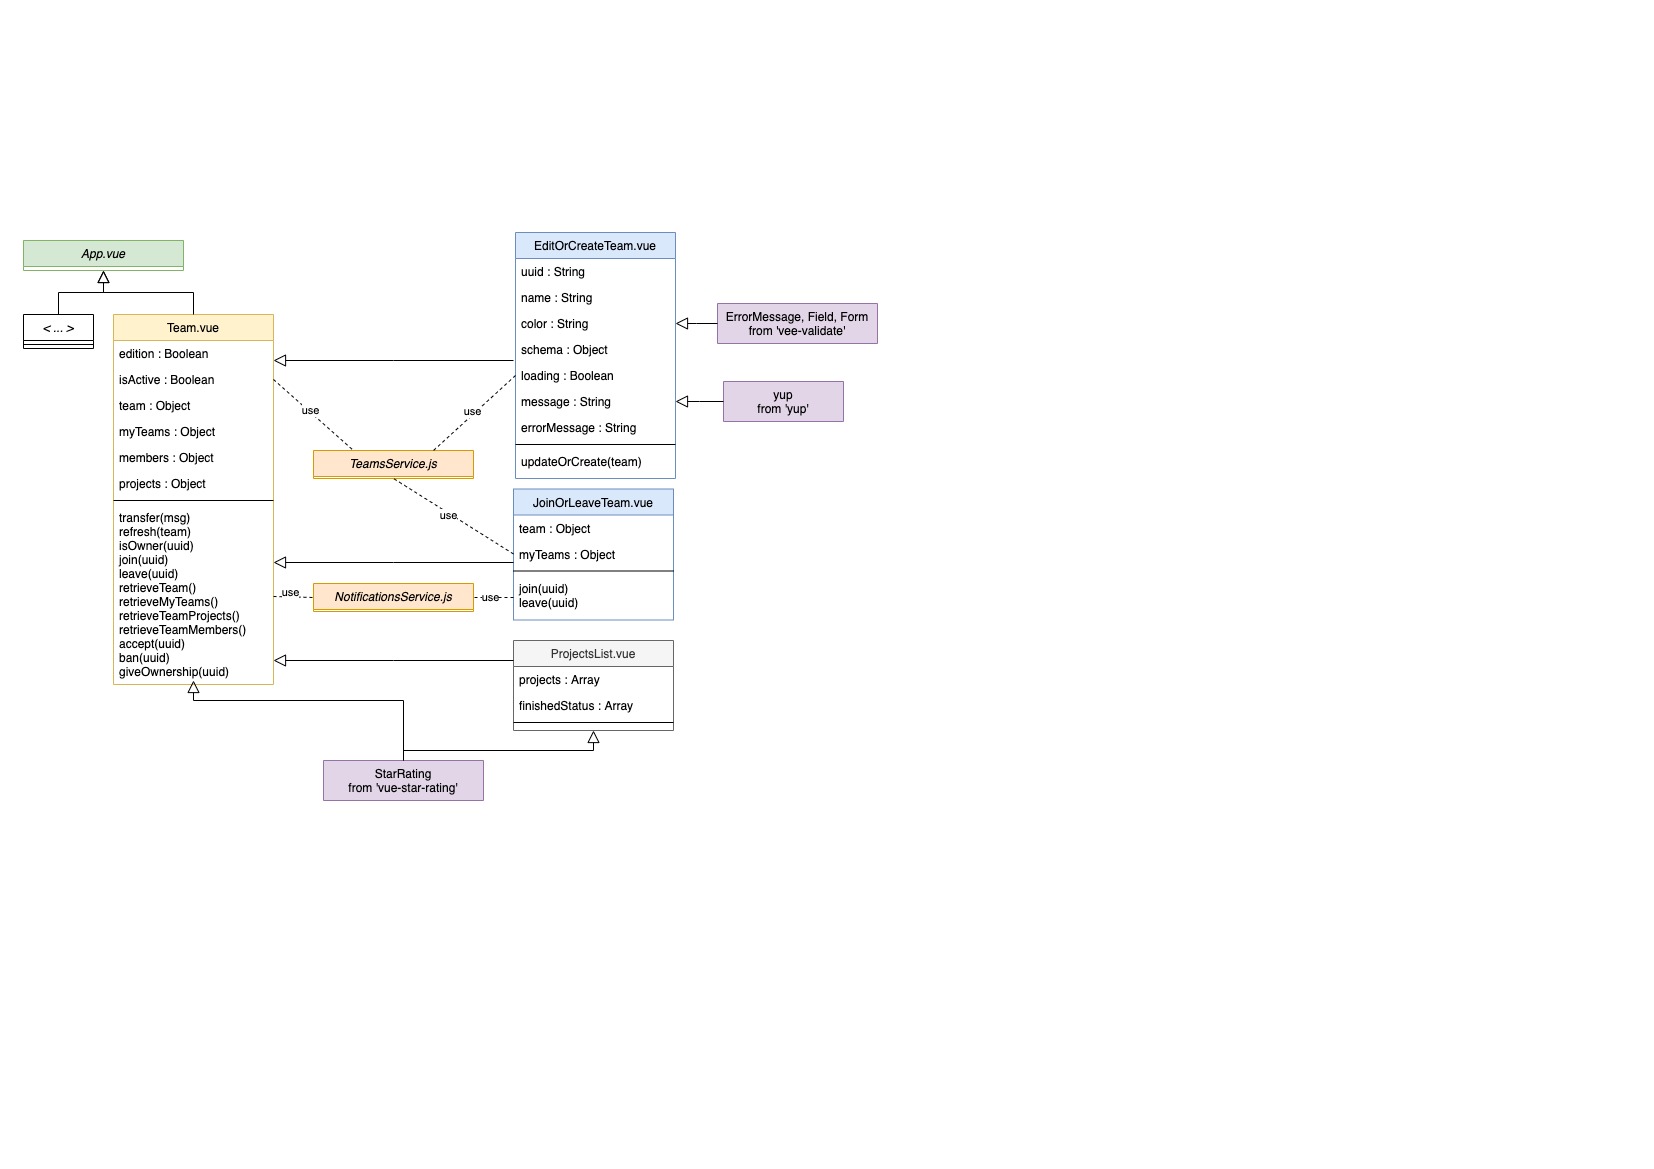 App.vue
< ... >
Team.vue
edition : Boolean
isActive : Boolean
team : Object
myTeams : Object
members : Object
projects : Object
transfer(msg)
refresh(team)
isOwner(uuid)
join(uuid)
leave(uuid)
retrieveTeam()
retrieveMyTeams()
retrieveTeamProjects()
retrieveTeamMembers()
accept(uuid)
ban(uuid)
giveOwnership(uuid)
use
use
TeamsService.js
use
use
NotificationsService.js
use
EditOrCreateTeam.vue
uuid : String
name : String
color : String
schema : Object
loading : Boolean
message : String
errorMessage : String
updateOrCreate(team)
JoinOrLeaveTeam.vue
team : Object
myTeams : Object
join(uuid)
leave(uuid)
ProjectsList.vue
projects : Array
finishedStatus : Array
StarRating
from 'vue-star-rating'
ErrorMessage, Field, Form
from 'vee-validate'
yup
from 'yup'